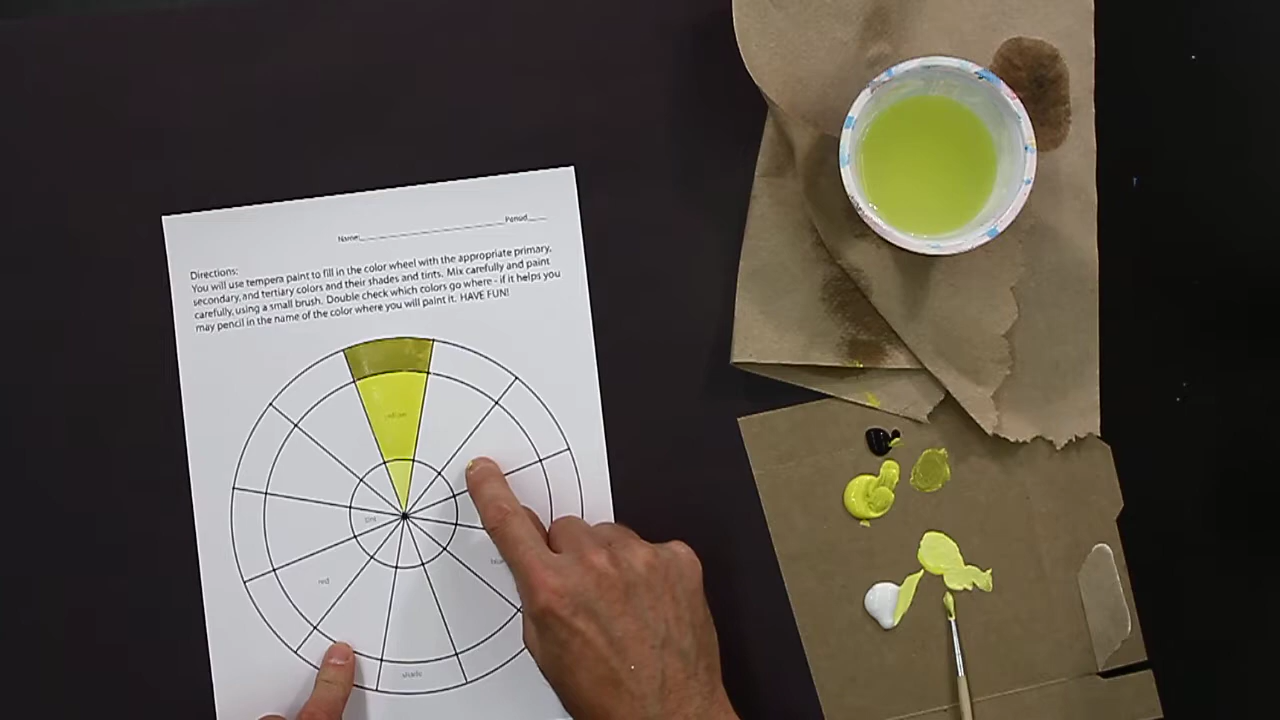 Name:____________________________ Period____
Directions:
You will use tempera paint to fill in the color wheel with the appropriate primary,
secondary, and tertiary colors and their shades and tints. Mix carefully and paint
carefully, using a small brush. Double check which colors go where - if it helps you
may pencil in the name of the color where you will paint it. HAVE FUN!
yellow
tint
red
shade